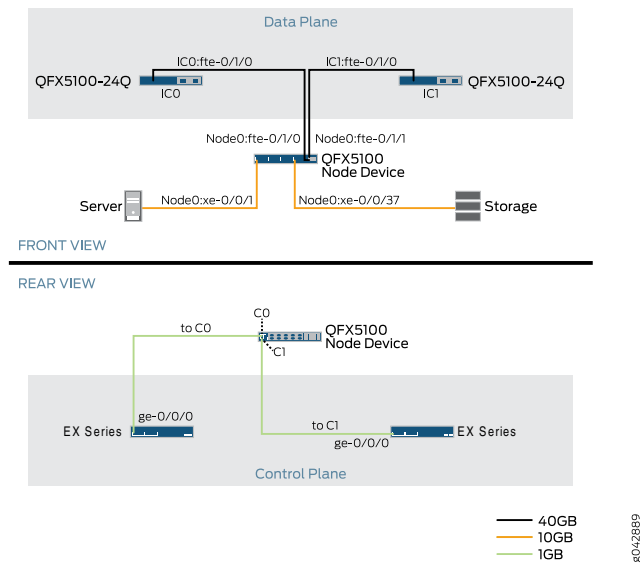 Data Plane
IC0:fte-0/1/0
IC1:fte-0/1/0
QFX5100-24Q
IC0
IC1
QFX5100-24Q
Node0:fte-0/1/0
Node0:fte-0/1/1
QFX5100
Node Device
Server
Node0:xe-0/0/1
Node0:xe-0/0/37
Storage
FRONT VIEW
REAR VIEW
C0
to C0
QFX5100
Node Device
C1
ge-0/0/0
EX Series
to C1
ge-0/0/0
EX Series
Control Plane
40GB
10GB
1GB
g042889